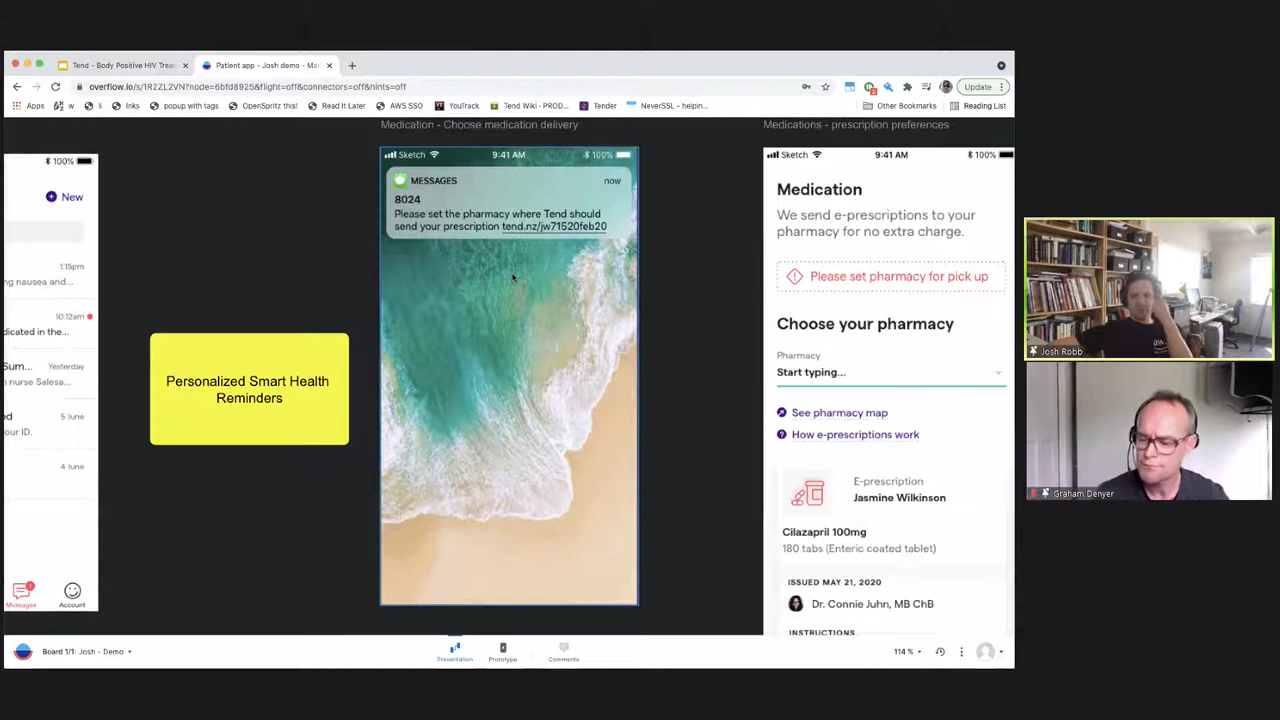 Tend - Body Positive HIV Trea
Patient app - Josh demo - Ma
overflow.io/s/1RZZL2VN?node=6bfd8925&flight=off&connectors=off&hints=off
Update
Apps
w
li
Inks
popup with tags
OpenSpritz this!
Read It Later
AWS SSO
YouTrack
Tend Wiki - PROD...
Tender
NeverSSL - helpin...
Other Bookmarks
Reading List
100%
New
1:15pm
ng nausea and...
10:12am
dicated in the...
Sum...
Yesterday
nurse Salesa...
5 June
our ID.
4 June
Messages
Account
Personalized Smart Health
Reminders
Medication - Choose medication delivery
Sketch
9:41 AM
100%
MESSAGES
now
8024
Please set the pharmacy where Tend should
send your prescription tend.nz/jw71520feb20
Medications - prescription preferences
Sketch
9:41 AM
100%
Medication
We send e-prescriptions to your
pharmacy for no extra charge.
Please set pharmacy for pick up
Choose your pharmacy
Pharmacy
Start typing...
See pharmacy map
How e-prescriptions work
E-prescription
Jasmine Wilkinson
Cilazapril 100mg
180 tabs (Enteric coated tablet)
ISSUED MAY 21, 2020
Dr. Connie Juhn, MB ChB
INSTRUCTIONS
Board 1/1: Josh - Demo
Presentation
Prototype
Comments
114 %
Josh Robb
Graham Denyer